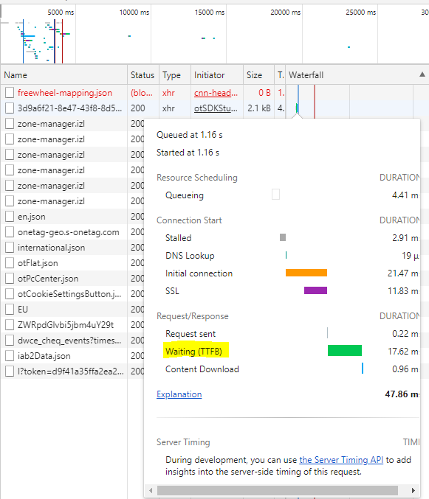 5000 ms 10000 ms 15000 ms 20000 ms 25000 ms 30
Name Status Type Initiator Size T. Waterfall
freewheel-mapping.json (blo... xhr cnn-head... 0 B 1.
3d9a6f21-8e47-43f8-8d5... 200 xhr otSDKStu... 2.1 kB 4.
zone-manager.izl 200
zone-manager.izl 200
zone-manager.izl 200
zone-manager.izl 200
zone-manager.izl 200
zone-manager.izl 200
en.json 200
onetag-geo.s-onetag.com 200
international.json 200
otFlat.json 200
otPcCenter.json 200
otCookieSettingsButton.j... 200
EU 200
ZWRpdGlvbi5jbm4uY29t 200
dwce_cheq_events?times... 200
iab2Data.json 200
l?token=d9f41a35ffa2ea2... 200
Queued at 1.16 s
Started at 1.16 s
Resource Scheduling DURATION
Queueing 4.41 m
Connection Start DURATION
Stalled 2.91 m
DNS Lookup 19 µ
Initial connection 21.47 m
SSL 11.83 m
Request/Response DURATION
Request sent 0.22 m
Waiting (TTFB) 17.62 m
Content Download 0.96 m
Explanation 47.86 m
Server Timing TIM
During development, you can use the Server Timing API to add
insights into the server-side timing of this request.